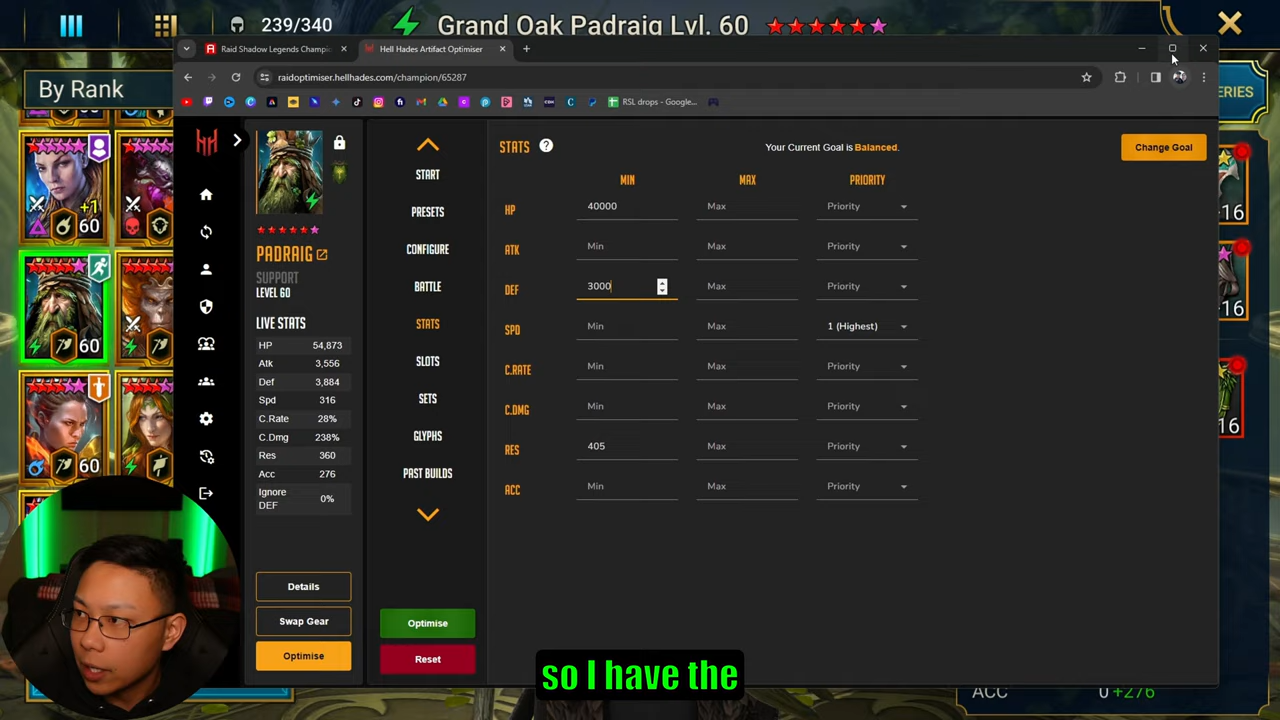 239/340
Grand Oak Padraig Lvl. 60
By Rank
Raid Shadow Legends Champi
Hell Hades Artifact Optimiser
raidoptimiser.hellhades.com/champion/65287
RSL drops - Google...
ERIES
+1
60
60
60
16
16
16
PADRAIG
SUPPORT
LEVEL 60
LIVE STATS
HP 54,873
Atk 3,556
Def 3,884
Spd 316
C.Rate 28%
C.Dmg 238%
Res 360
Acc 276
Ignore DEF 0%
Details
Swap Gear
Optimise
START
PRESETS
CONFIGURE
BATTLE
STATS
SLOTS
SETS
GLYPHS
PAST BUILDS
Optimise
Reset
STATS ?
Your Current Goal is Balanced.
Change Goal
MIN MAX PRIORITY
HP 40000 Max Priority
ATK Min Max Priority
DEF 3000 Max Priority
SPD Min Max 1 (Highest)
C.RATE Min Max Priority
C.DMG Min Max Priority
RES 405 Max Priority
ACC Min Max Priority
so I have the
ACC 0 +276